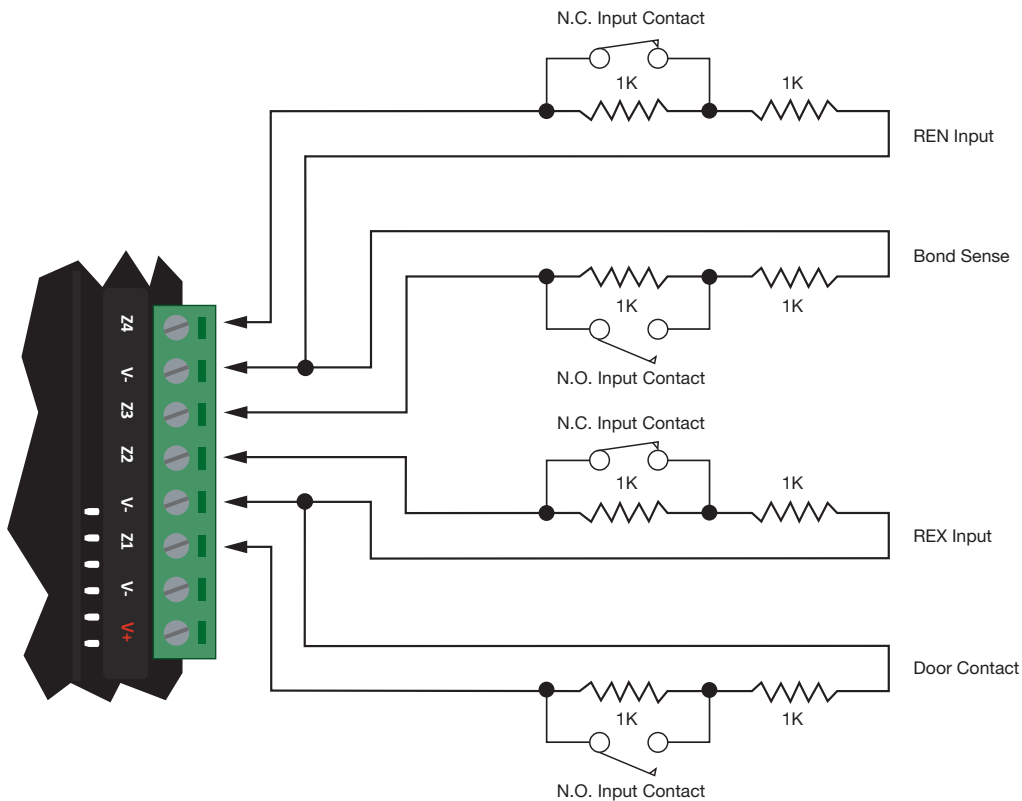 N.C. Input Contact
1K
1K
REN Input
Bond Sense
1K
1K
N.O. Input Contact
Z4
V-
Z3
Z2
V-
Z1
V-
V+
N.C. Input Contact
1K
1K
REX Input
Door Contact
1K
1K
N.O. Input Contact